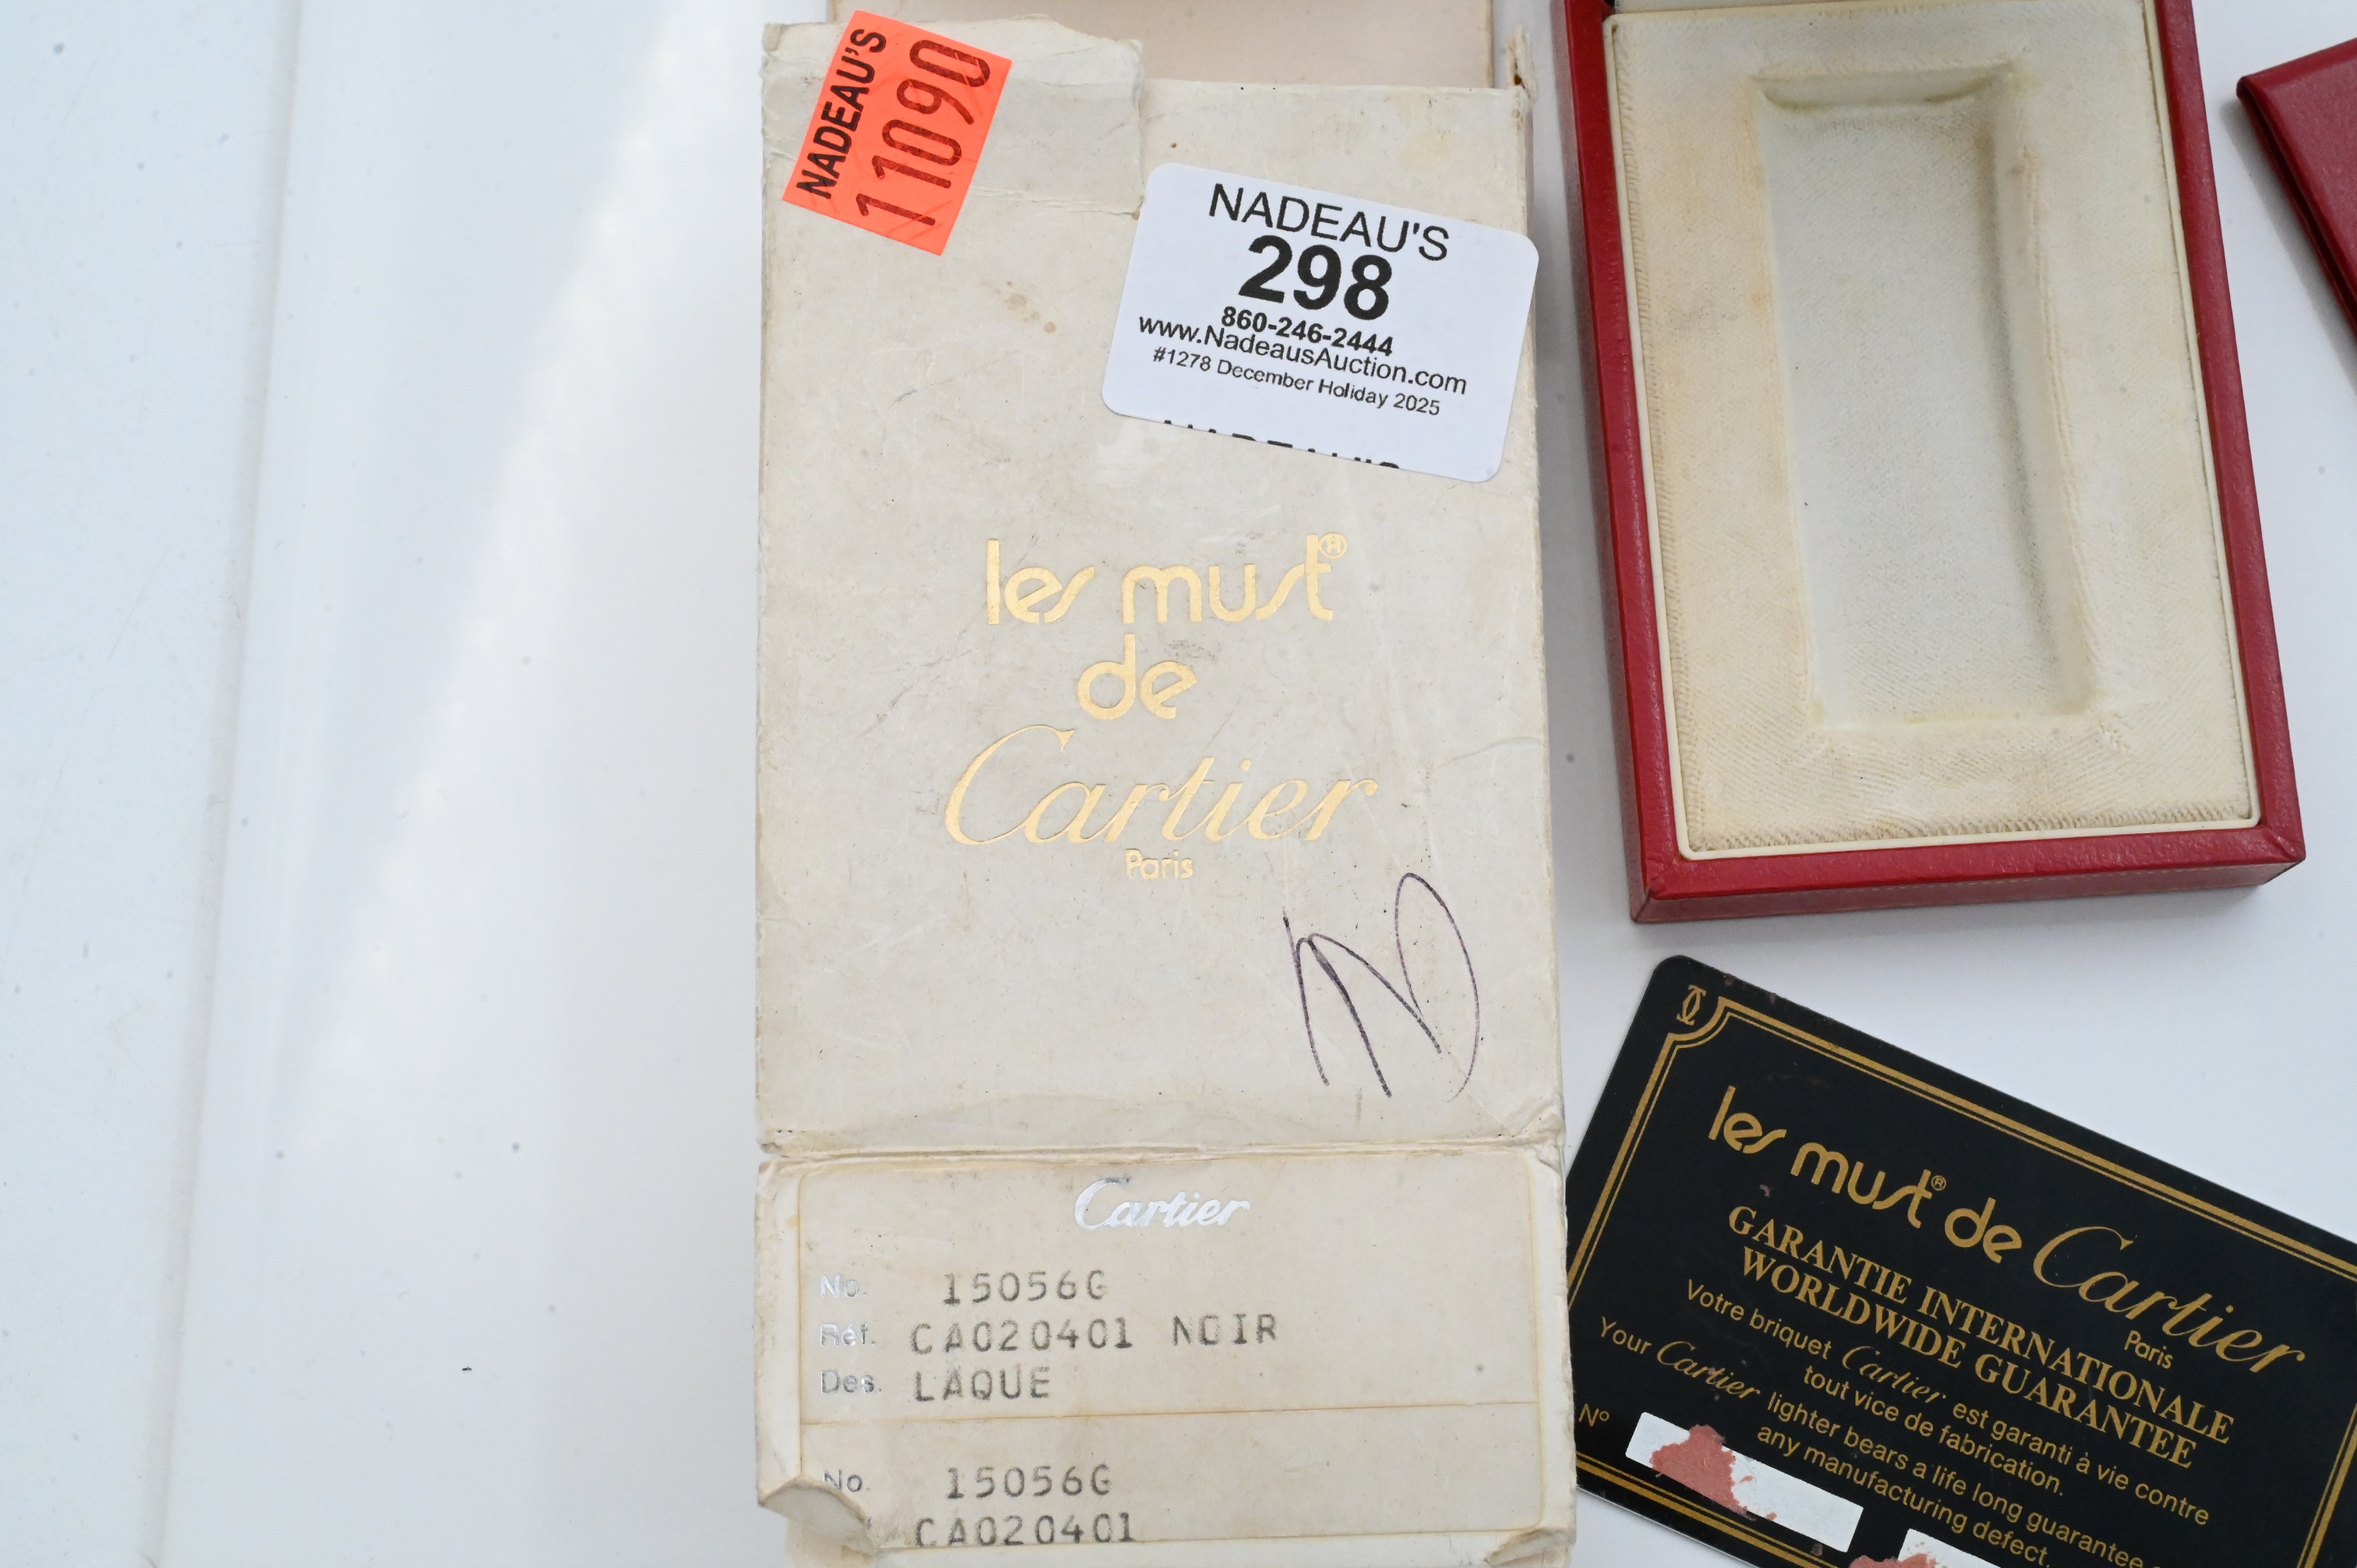 NADEAU'S
11090
NADEAU'S
298
860-246-2444
www.NadeausAuction.com
#1278 December Holiday 2025
NADEAU'S
les must®
de
Cartier
Paris
Cartier
No. 15056G
Réf. CA020401 NOIR
Des. LAQUE
No. 15056G
CA020401
les must® de Cartier
Paris
GARANTIE INTERNATIONALE
WORLDWIDE GUARANTEE
Votre briquet Cartier est garanti à vie contre
tout vice de fabrication.
Your Cartier lighter bears a life long guarantee
any manufacturing defect.
N°